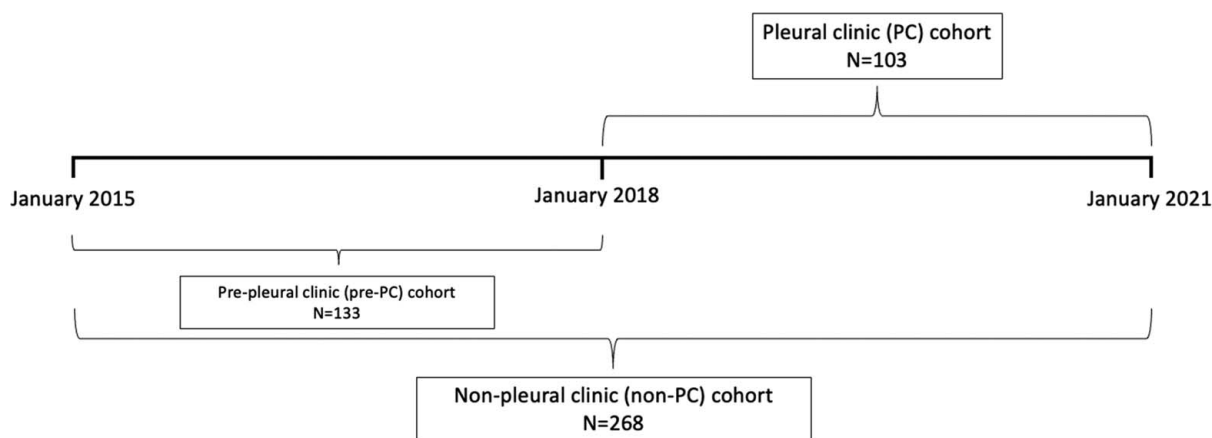 Pleural clinic (PC) cohort
N=103
January 2015
January 2018
January 2021
Pre-pleural clinic (pre-PC) cohort
N=133
Non-pleural clinic (non-PC) cohort
N=268